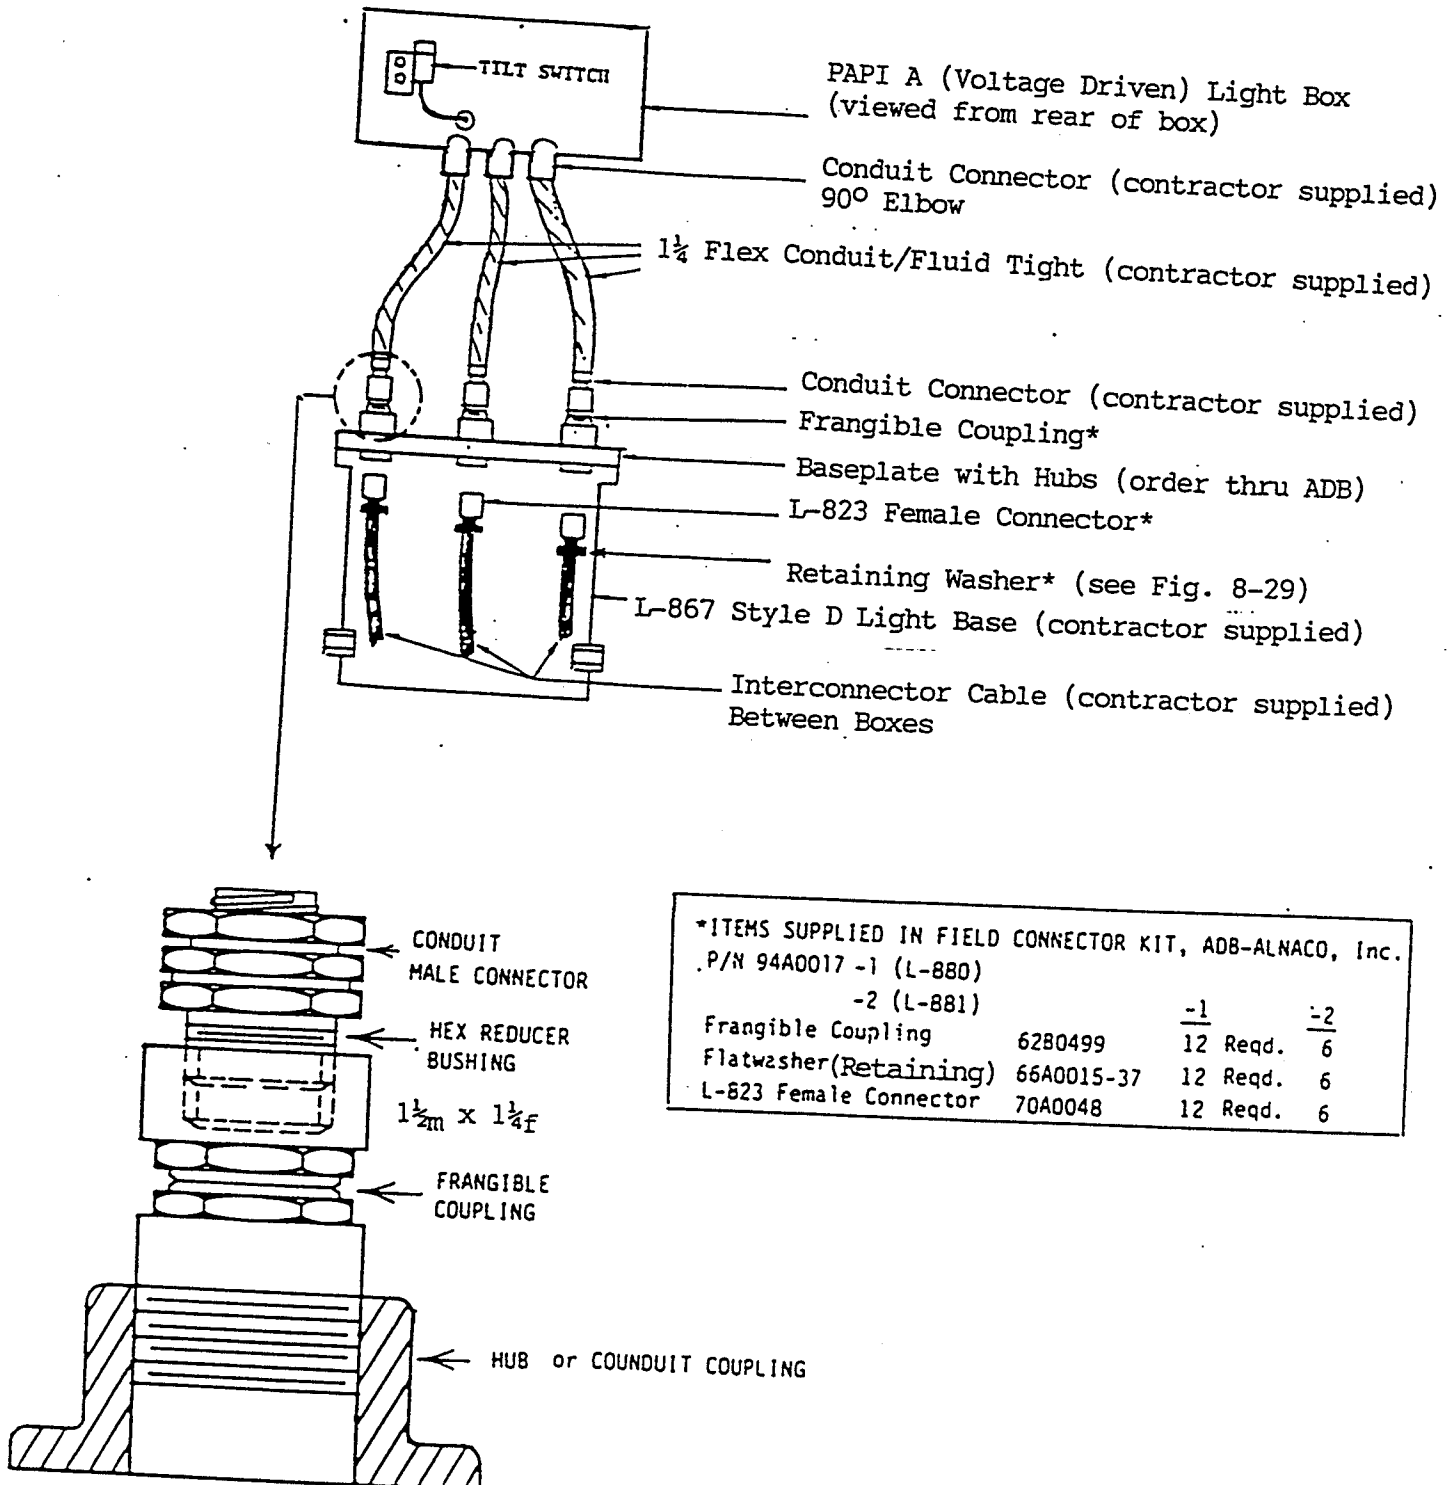 TILT SWITCH
PAPI A (Voltage Driven) Light Box
(viewed from rear of box)
Conduit Connector (contractor supplied)
90º Elbow
1¼ Flex Conduit/Fluid Tight (contractor supplied)
Conduit Connector (contractor supplied)
Frangible Coupling*
Baseplate with Hubs (order thru ADB)
L-823 Female Connector*
Retaining Washer* (see Fig. 8-29)
L-867 Style D Light Base (contractor supplied)
Interconnector Cable (contractor supplied)
Between Boxes
CONDUIT
MALE CONNECTOR
HEX REDUCER
BUSHING
1½m x 1¼f
FRANGIBLE
COUPLING
HUB or COUNDUIT COUPLING
*ITEMS SUPPLIED IN FIELD CONNECTOR KIT, ADB-ALNACO, Inc.
P/N 94A0017 -1 (L-880)
-2 (L-881)
-1 -2
Frangible Coupling 62B0499 12 Reqd. 6
Flatwasher(Retaining) 66A0015-37 12 Reqd. 6
L-823 Female Connector 70A0048 12 Reqd. 6